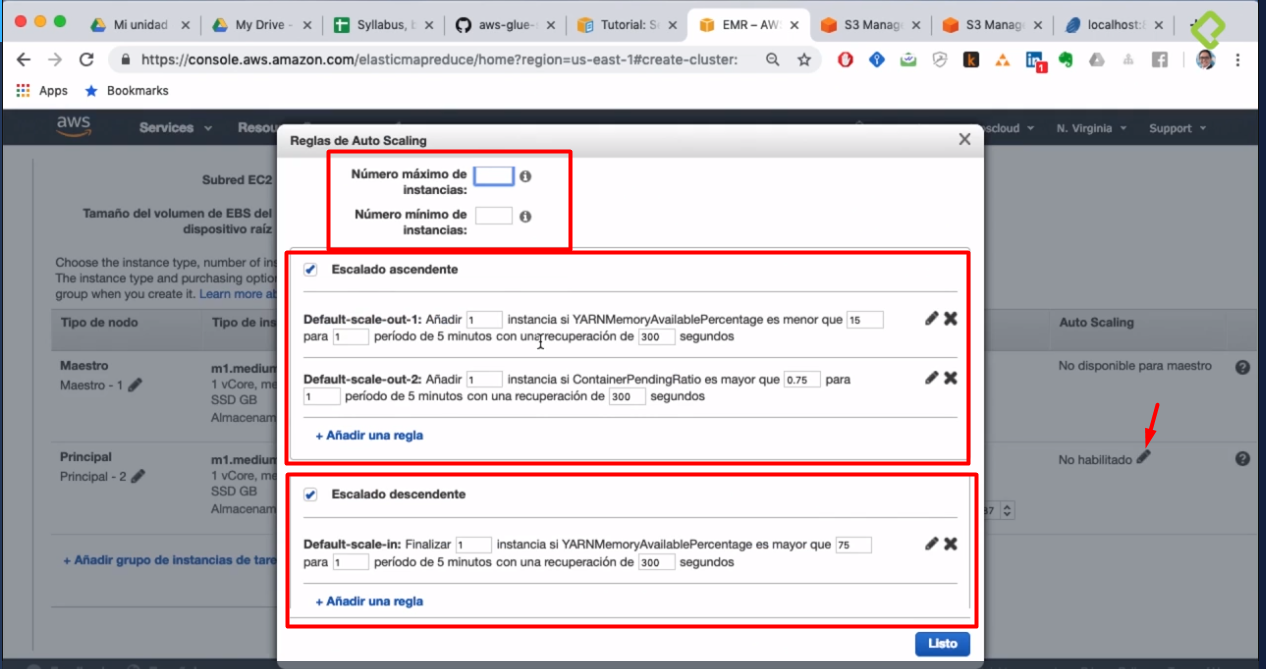 Mi unidad
My Drive -
Syllabus, b
aws-glue-s
Tutorial: S
EMR – AW
S3 Manag
S3 Manag
localhost:
https://console.aws.amazon.com/elasticmapreduce/home?region=us-east-1#create-cluster:
1
Apps
Bookmarks
aws
Services
Resou
oscloud
N. Virginia
Support
Reglas de Auto Scaling
Número máximo de
instancias:
Número mínimo de
instancias:
Subred EC2
Tamaño del volumen de EBS del
dispositivo raíz
Choose the instance type, number of ins
The instance type and purchasing optio
group when you create it. Learn more ab
Tipo de nodo
Tipo de ins
Auto Scaling
Maestro
Maestro - 1
m1.medium
1 vCore, me
SSD GB
Almacenam
No disponible para maestro
Principal
Principal - 2
m1.medium
1 vCore, me
SSD GB
Almacenam
No habilitado
37
+ Añadir grupo de instancias de tare
Escalado ascendente
Default-scale-out-1: Añadir 1 instancia si YARNMemoryAvailablePercentage es menor que 15
para 1 período de 5 minutos con una recuperación de 300 segundos
Default-scale-out-2: Añadir 1 instancia si ContainerPendingRatio es mayor que 0.75 para
1 período de 5 minutos con una recuperación de 300 segundos
+ Añadir una regla
Escalado descendente
Default-scale-in: Finalizar 1 instancia si YARNMemoryAvailablePercentage es mayor que 75
para 1 período de 5 minutos con una recuperación de 300 segundos
+ Añadir una regla
Listo